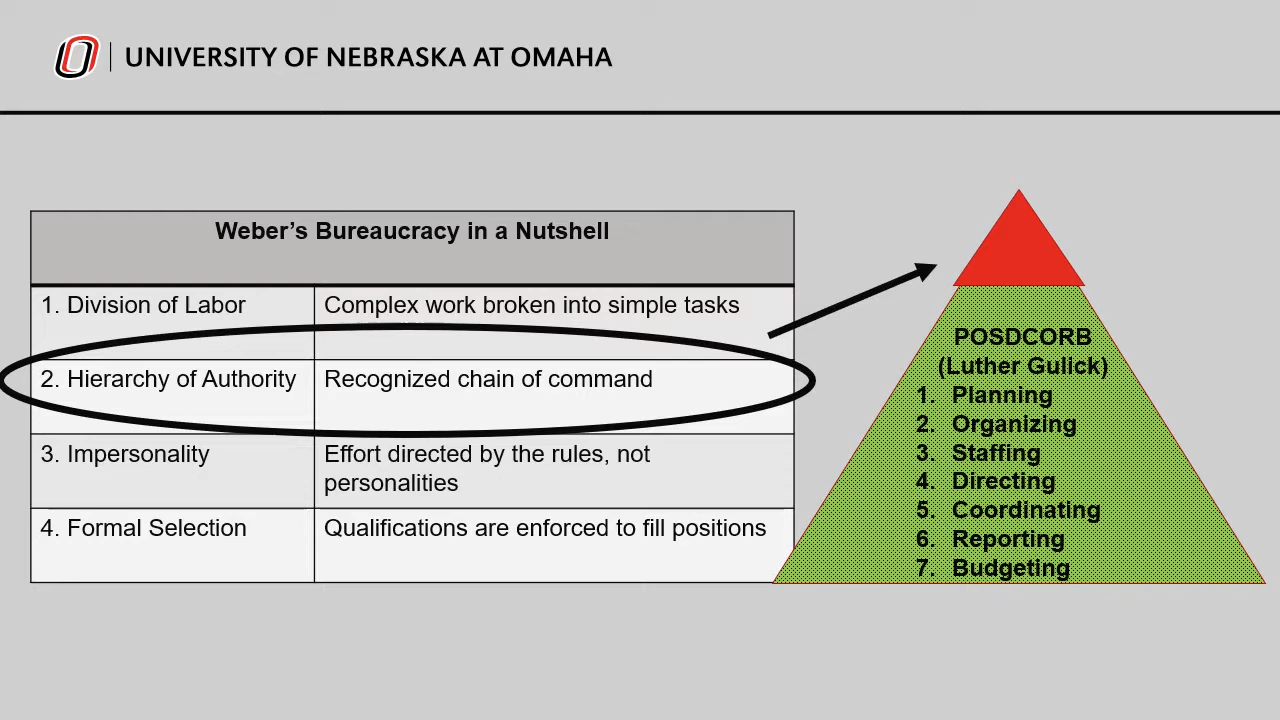 UNIVERSITY OF NEBRASKA AT OMAHA
Weber’s Bureaucracy in a Nutshell
1. Division of Labor
Complex work broken into simple tasks
2. Hierarchy of Authority
Recognized chain of command
3. Impersonality
Effort directed by the rules, not
personalities
4. Formal Selection
Qualifications are enforced to fill positions
POSDCORB
(Luther Gulick)
1. Planning
2. Organizing
3. Staffing
4. Directing
5. Coordinating
6. Reporting
7. Budgeting